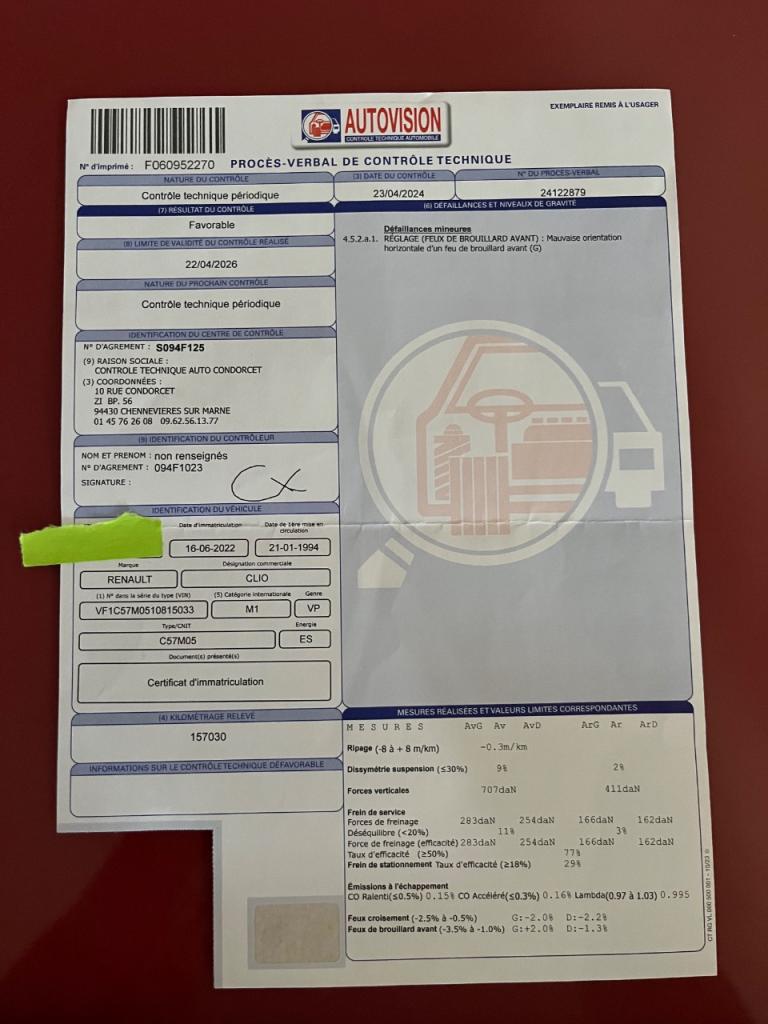 EXEMPLAIRE REMIS À L'USAGER
AUTOVISION
CONTROLE TECHNIQUE AUTOMOBILE
N° d'imprimé : F060952270 PROCÈS-VERBAL DE CONTRÔLE TECHNIQUE
NATURE DU CONTRÔLE
Contrôle technique périodique
(3) DATE DU CONTRÔLE
23/04/2024
N° DU PROCÈS-VERBAL
24122879
(7) RÉSULTAT DU CONTRÔLE
Favorable
(8) LIMITE DE VALIDITÉ DU CONTRÔLE RÉALISÉ
22/04/2026
NATURE DU PROCHAIN CONTRÔLE
Contrôle technique périodique
IDENTIFICATION DU CENTRE DE CONTRÔLE
N° D'AGREMENT : S094F125
(9) RAISON SOCIALE :
CONTROLE TECHNIQUE AUTO CONDORCET
(3) COORDONNÉES :
10 RUE CONDORCET
ZI BP. 56
94430 CHENNEVIERES SUR MARNE
01 45 76 26 08 09.62.56.13.77
(9) IDENTIFICATION DU CONTRÔLEUR
NOM ET PRENOM : non renseignés
N° D'AGREMENT : 094F1023
SIGNATURE :
IDENTIFICATION DU VÉHICULE
Date d'immatriculation
16-06-2022
Date de 1ère mise en
circulation
21-01-1994
Marque
RENAULT
Désignation commerciale
CLIO
(1) N° dans la série du type (VIN)
VF1C57M0510815033
(5) Catégorie internationale
M1
Genre
VP
Type/CNIT
C57M05
Energie
ES
Document(s) présenté(s)
Certificat d'immatriculation
(4) KILOMÉTRAGE RELEVÉ
157030
INFORMATIONS SUR LE CONTRÔLE TECHNIQUE DÉFAVORABLE
(6) DÉFAILLANCES ET NIVEAUX DE GRAVITÉ
Défaillances mineures
4.5.2.a.1. RÉGLAGE (FEUX DE BROUILLARD AVANT) : Mauvaise orientation
horizontale d'un feu de brouillard avant (G)
MESURES RÉALISÉES ET VALEURS LIMITES CORRESPONDANTES
MESURES AvG Av AvD ArG Ar ArD
Ripage (-8 à + 8 m/km) -0.3m/km
Dissymétrie suspension (≤30%) 9% 2%
Forces verticales 707daN 411daN
Frein de service
Forces de freinage 283daN 254daN 166daN 162daN
Déséquilibre (<20%) 11% 3%
Force de freinage (efficacité) 283daN 254daN 166daN 162daN
Taux d'efficacité (≥50%) 77%
Frein de stationnement Taux d'efficacité (≥18%) 29%
Émissions à l'échappement
CO Ralenti(≤0.5%) 0.15% CO Accéléré(≤0.3%) 0.16% Lambda(0.97 à 1.03) 0.995
Feux croisement (-2.5% à -0.5%) G:-2.0% D:-2.2%
Feux de brouillard avant (-3.5% à -1.0%) G:+2.0% D:-1.3%